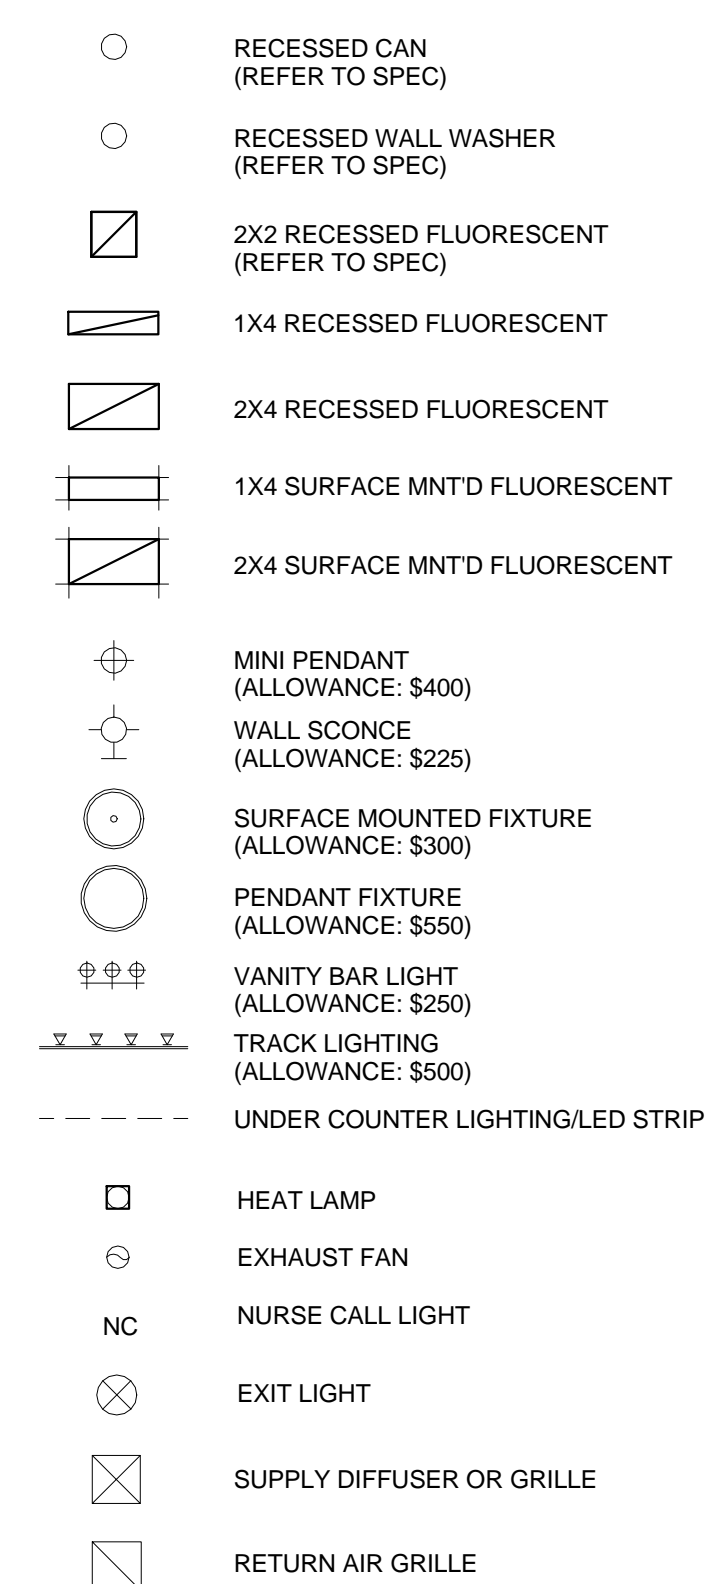 RECESSED CAN
(REFER TO SPEC)
RECESSED WALL WASHER
(REFER TO SPEC)
2X2 RECESSED FLUORESCENT
(REFER TO SPEC)
1X4 RECESSED FLUORESCENT
2X4 RECESSED FLUORESCENT
1X4 SURFACE MNT'D FLUORESCENT
2X4 SURFACE MNT'D FLUORESCENT
MINI PENDANT
(ALLOWANCE: $400)
WALL SCONCE
(ALLOWANCE: $225)
SURFACE MOUNTED FIXTURE
(ALLOWANCE: $300)
PENDANT FIXTURE
(ALLOWANCE: $550)
VANITY BAR LIGHT
(ALLOWANCE: $250)
TRACK LIGHTING
(ALLOWANCE: $500)
UNDER COUNTER LIGHTING/LED STRIP
HEAT LAMP
EXHAUST FAN
NC NURSE CALL LIGHT
EXIT LIGHT
SUPPLY DIFFUSER OR GRILLE
RETURN AIR GRILLE